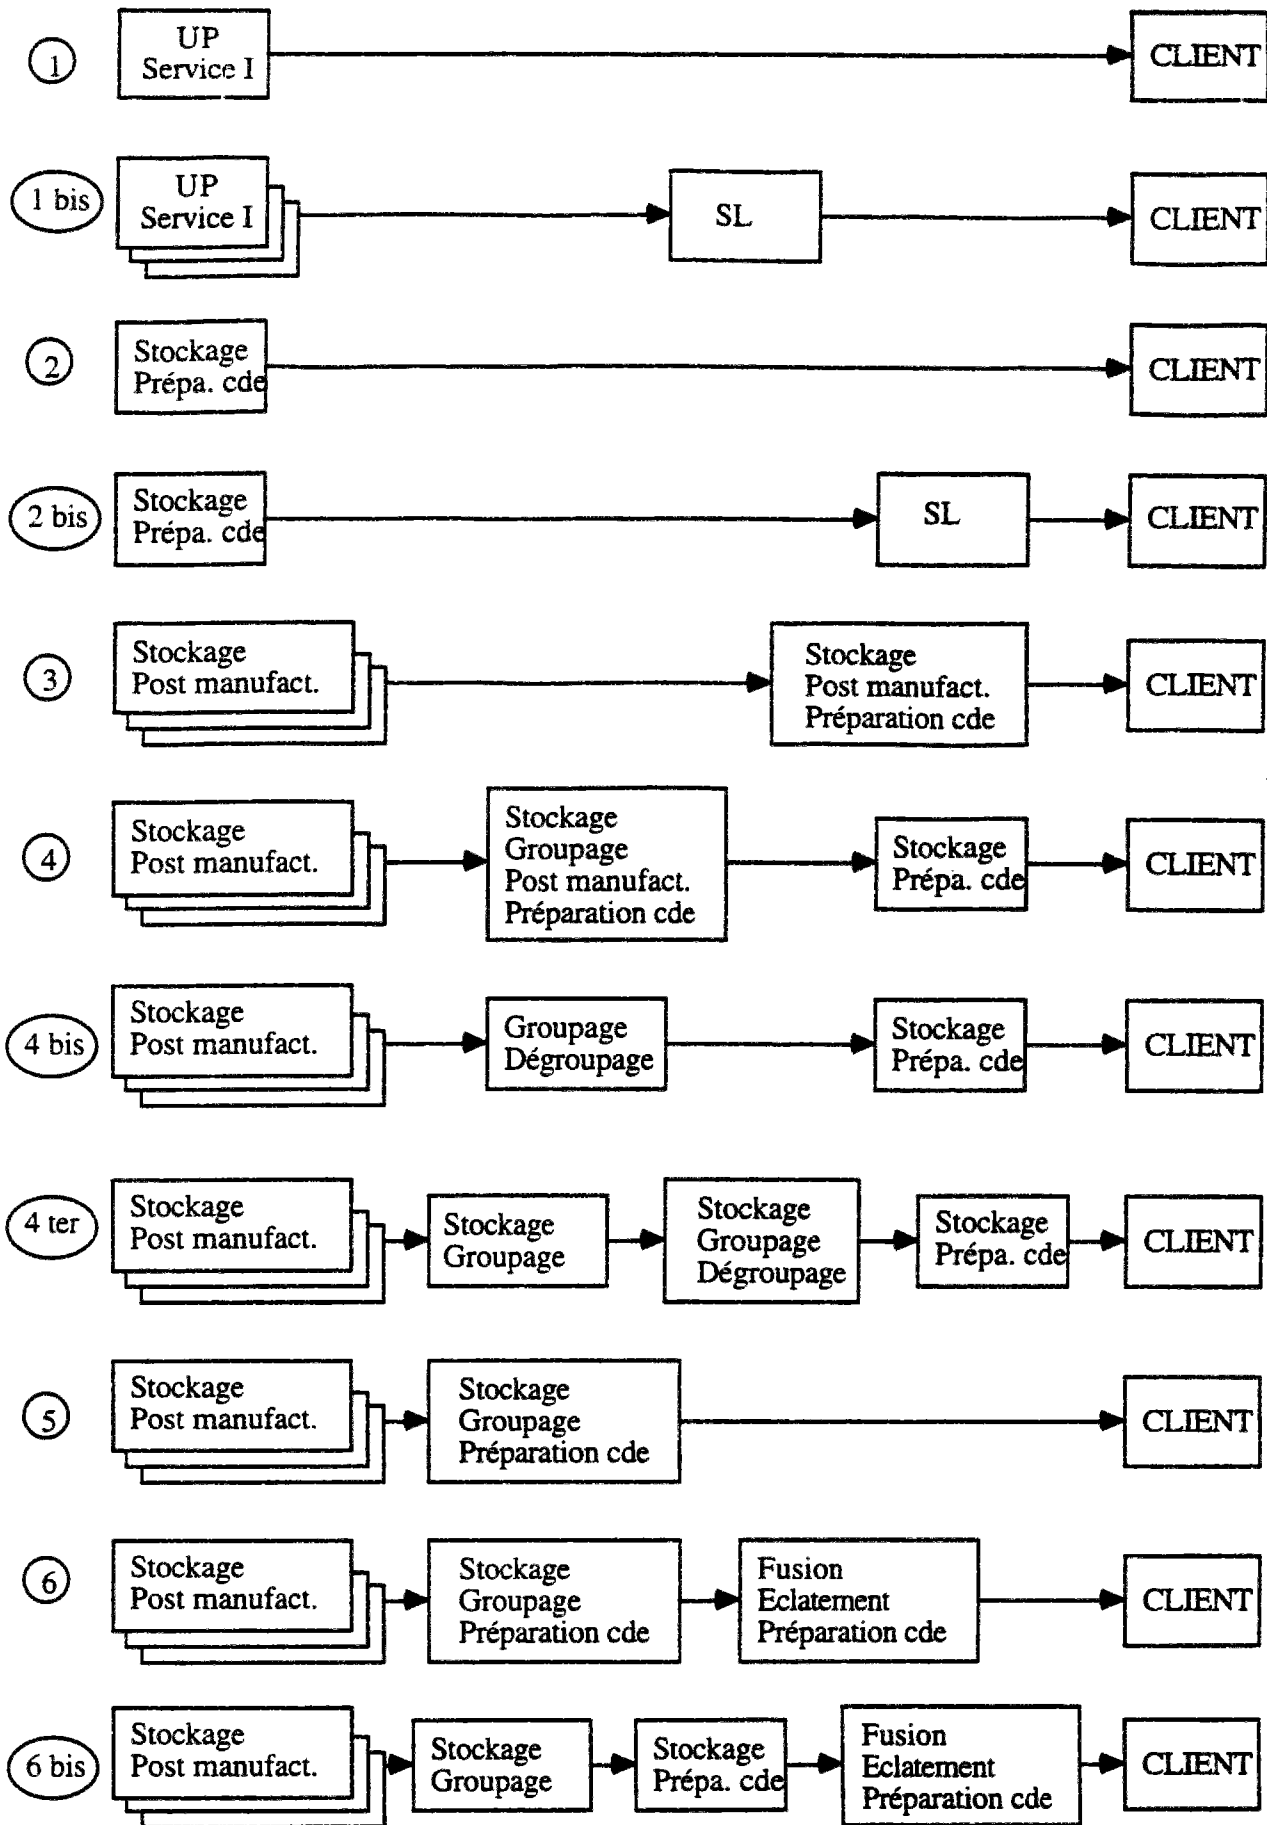 1
UP
Service I
CLIENT
1 bis
UP
Service I
SL
CLIENT
2
Stockage
Prépa. cde
CLIENT
2 bis
Stockage
Prépa. cde
SL
CLIENT
3
Stockage
Post manufact.
Stockage
Post manufact.
Préparation cde
CLIENT
4
Stockage
Post manufact.
Stockage
Groupage
Post manufact.
Préparation cde
Stockage
Prépa. cde
CLIENT
4 bis
Stockage
Post manufact.
Groupage
Dégroupage
Stockage
Prépa. cde
CLIENT
4 ter
Stockage
Post manufact.
Stockage
Groupage
Stockage
Groupage
Dégroupage
Stockage
Prépa. cde
CLIENT
5
Stockage
Post manufact.
Stockage
Groupage
Préparation cde
CLIENT
6
Stockage
Post manufact.
Stockage
Groupage
Préparation cde
Fusion
Eclatement
Préparation cde
CLIENT
6 bis
Stockage
Post manufact.
Stockage
Groupage
Stockage
Prépa. cde
Fusion
Eclatement
Préparation cde
CLIENT